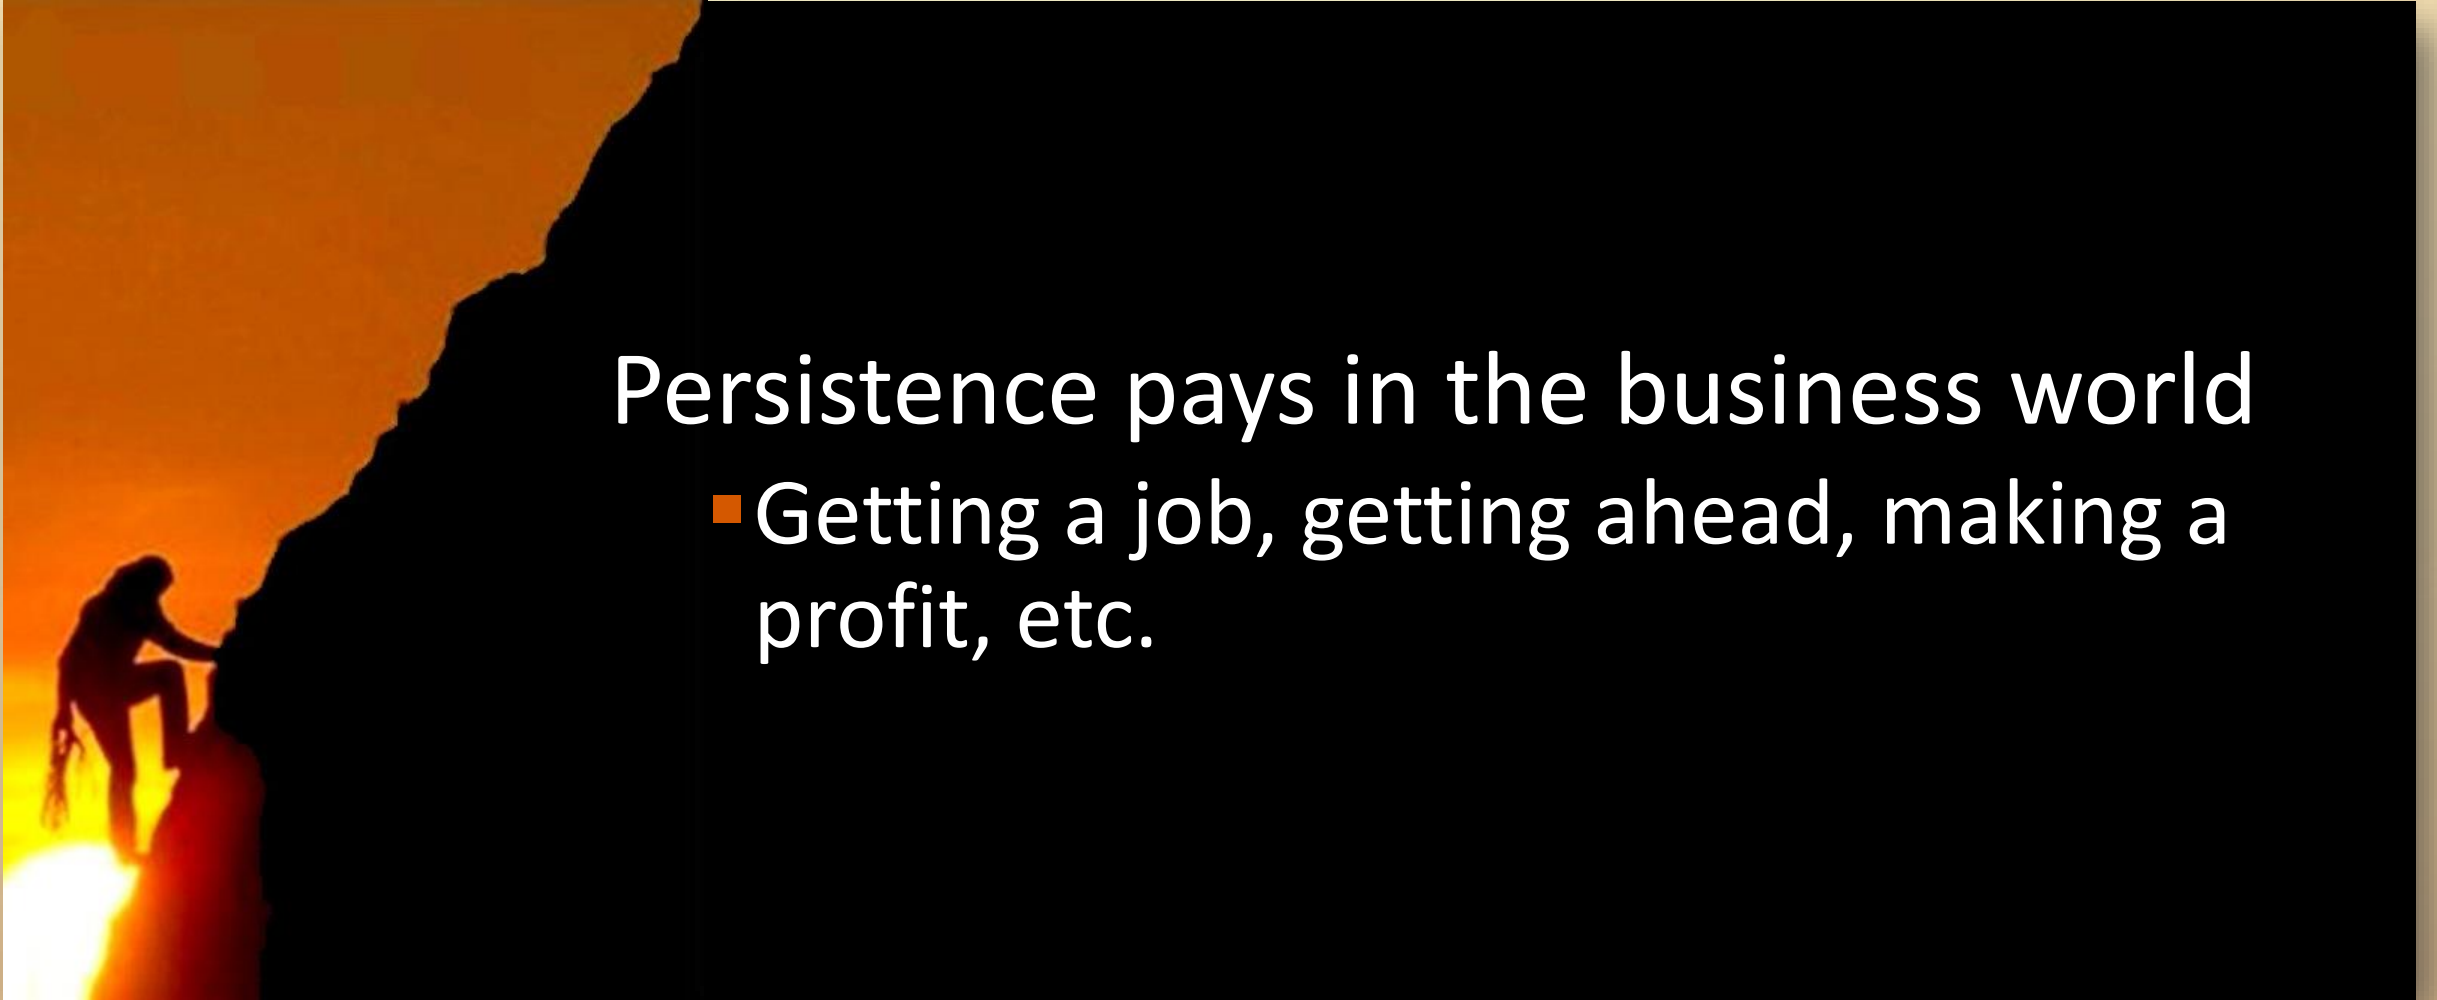 Persistence pays in the business world
Getting a job, getting ahead, making a
profit, etc.